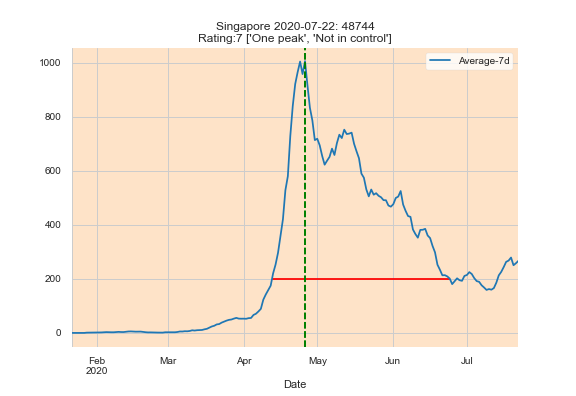 Singapore 2020-07-22: 48744
Rating:7 ['One peak', 'Not in control']
Average-7d
1000
800
600
400
200
0
Feb
2020
Mar
Apr
May
Jun
Jul
Date